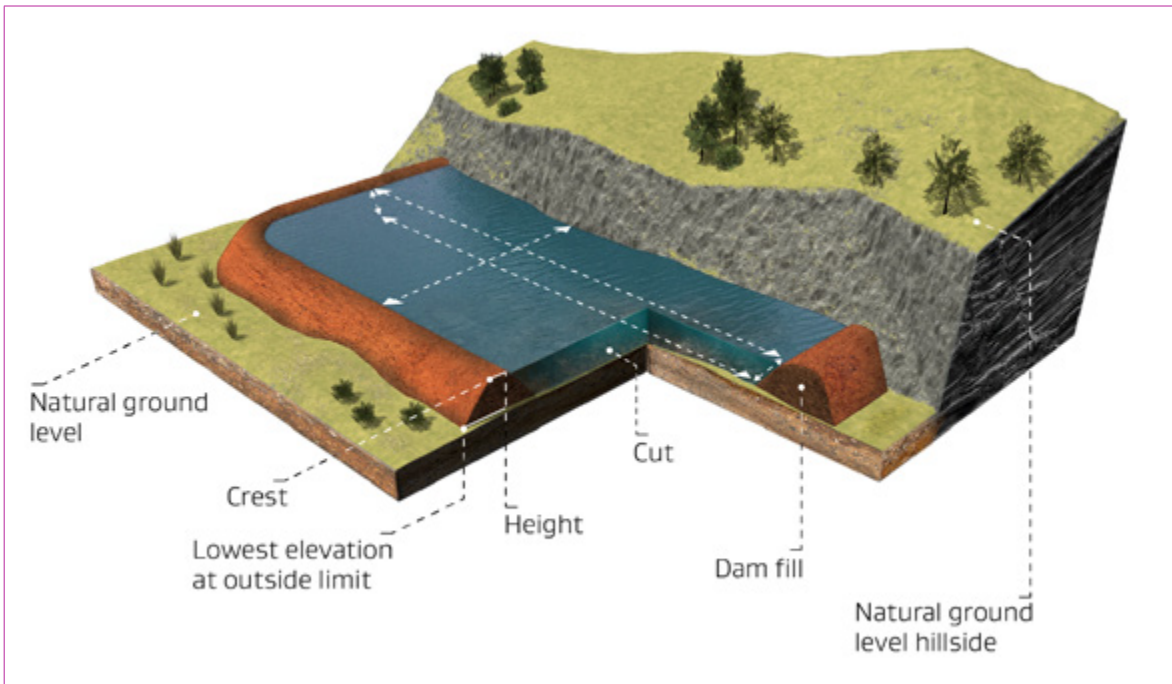 Natural ground
level
Crest
Lowest elevation
at outside limit
Height
Cut
Dam fill
Natural ground
level hillside